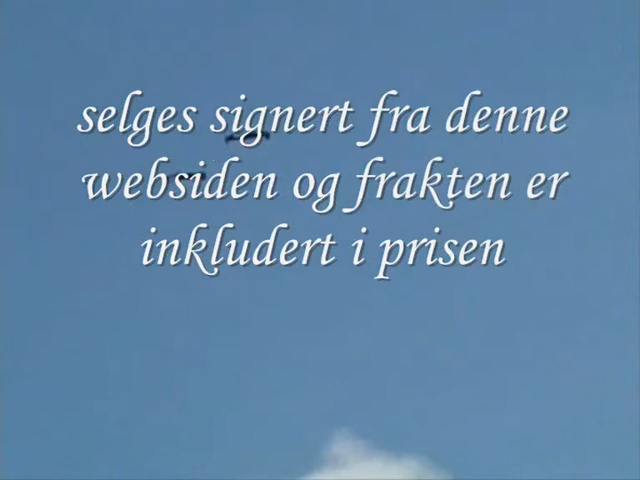 selges signert fra denne
websiden og frakten er
inkludert i prisen